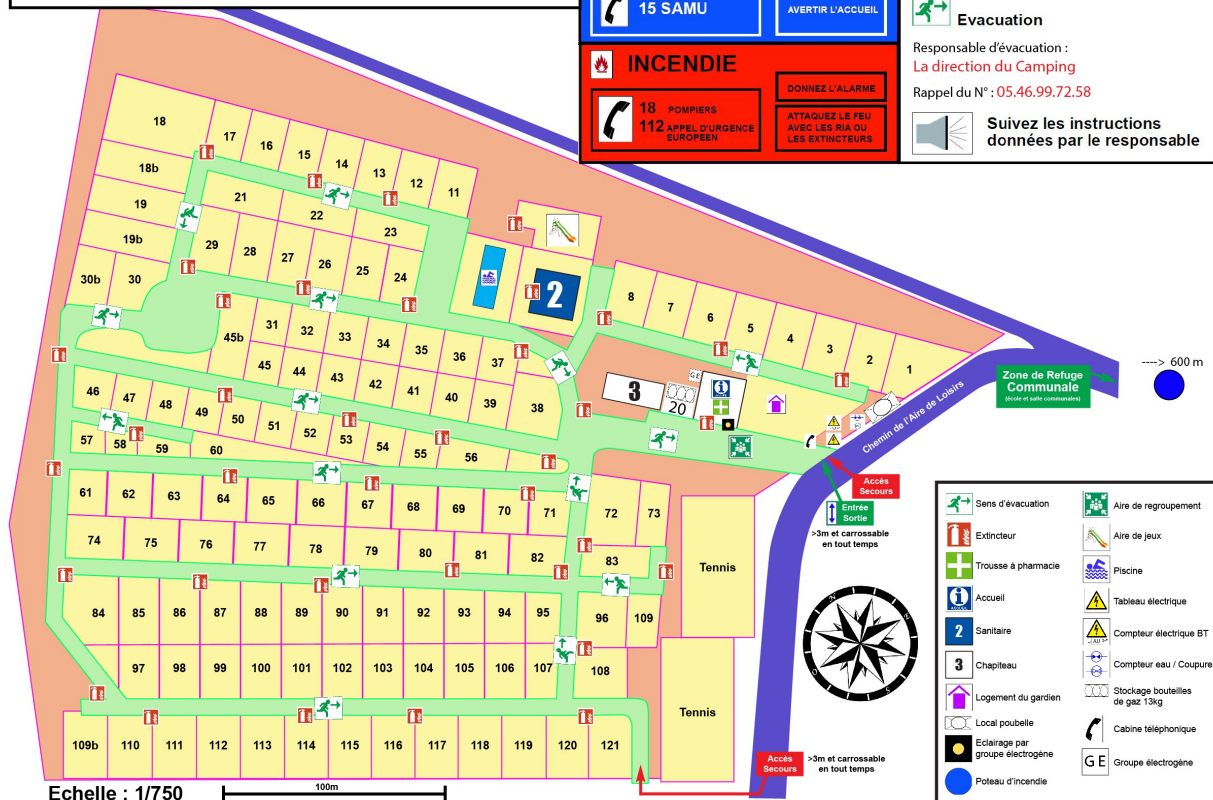 15 SAMU
AVERTIR L'ACCUEIL
INCENDIE
18 POMPIERS
112 APPEL D'URGENCE
EUROPEEN
DONNEZ L'ALARME
ATTAQUEZ LE FEU
AVEC LES RIA OU
LES EXTINCTEURS
Evacuation
Responsable d'évacuation :
La direction du Camping
Rappel du N° : 05.46.99.72.58
Suivez les instructions
données par le responsable
18
17
16
15
14
13
12
11
18b
19
19b
30b
30
21
22
23
29
28
27
26
25
24
2
8
7
6
5
4
3
2
1
45b
31
32
33
34
35
36
37
45
44
43
42
41
40
39
38
3
GE
20
i
Chemin de l'Aire de Loisirs
Zone de Refuge
Communale
(école et salle communales)
----> 600 m
46
47
48
49
50
51
52
53
54
55
56
57
58
59
60
Accès
Secours
Entrée
Sortie
>3m et carrossable
en tout temps
61
62
63
64
65
66
67
68
69
70
71
72
73
74
75
76
77
78
79
80
81
82
83
Tennis
84
85
86
87
88
89
90
91
92
93
94
95
96
109
97
98
99
100
101
102
103
104
105
106
107
108
Tennis
109b
110
111
112
113
114
115
116
117
118
119
120
121
Accès
Secours
>3m et carrossable
en tout temps
N
E
S
O
Echelle : 1/750
100m
Sens d'évacuation
Extincteur
Trousse à pharmacie
i
ACCUEIL
Accueil
2
Sanitaire
3
Chapiteau
Logement du gardien
Local poubelle
Eclairage par
groupe électrogène
Poteau d'incendie
Aire de regroupement
Aire de jeux
Piscine
Tableau électrique
AU
Compteur électrique BT
Compteur eau / Coupure
Stockage bouteilles
de gaz 13kg
Cabine téléphonique
GE
Groupe électrogène